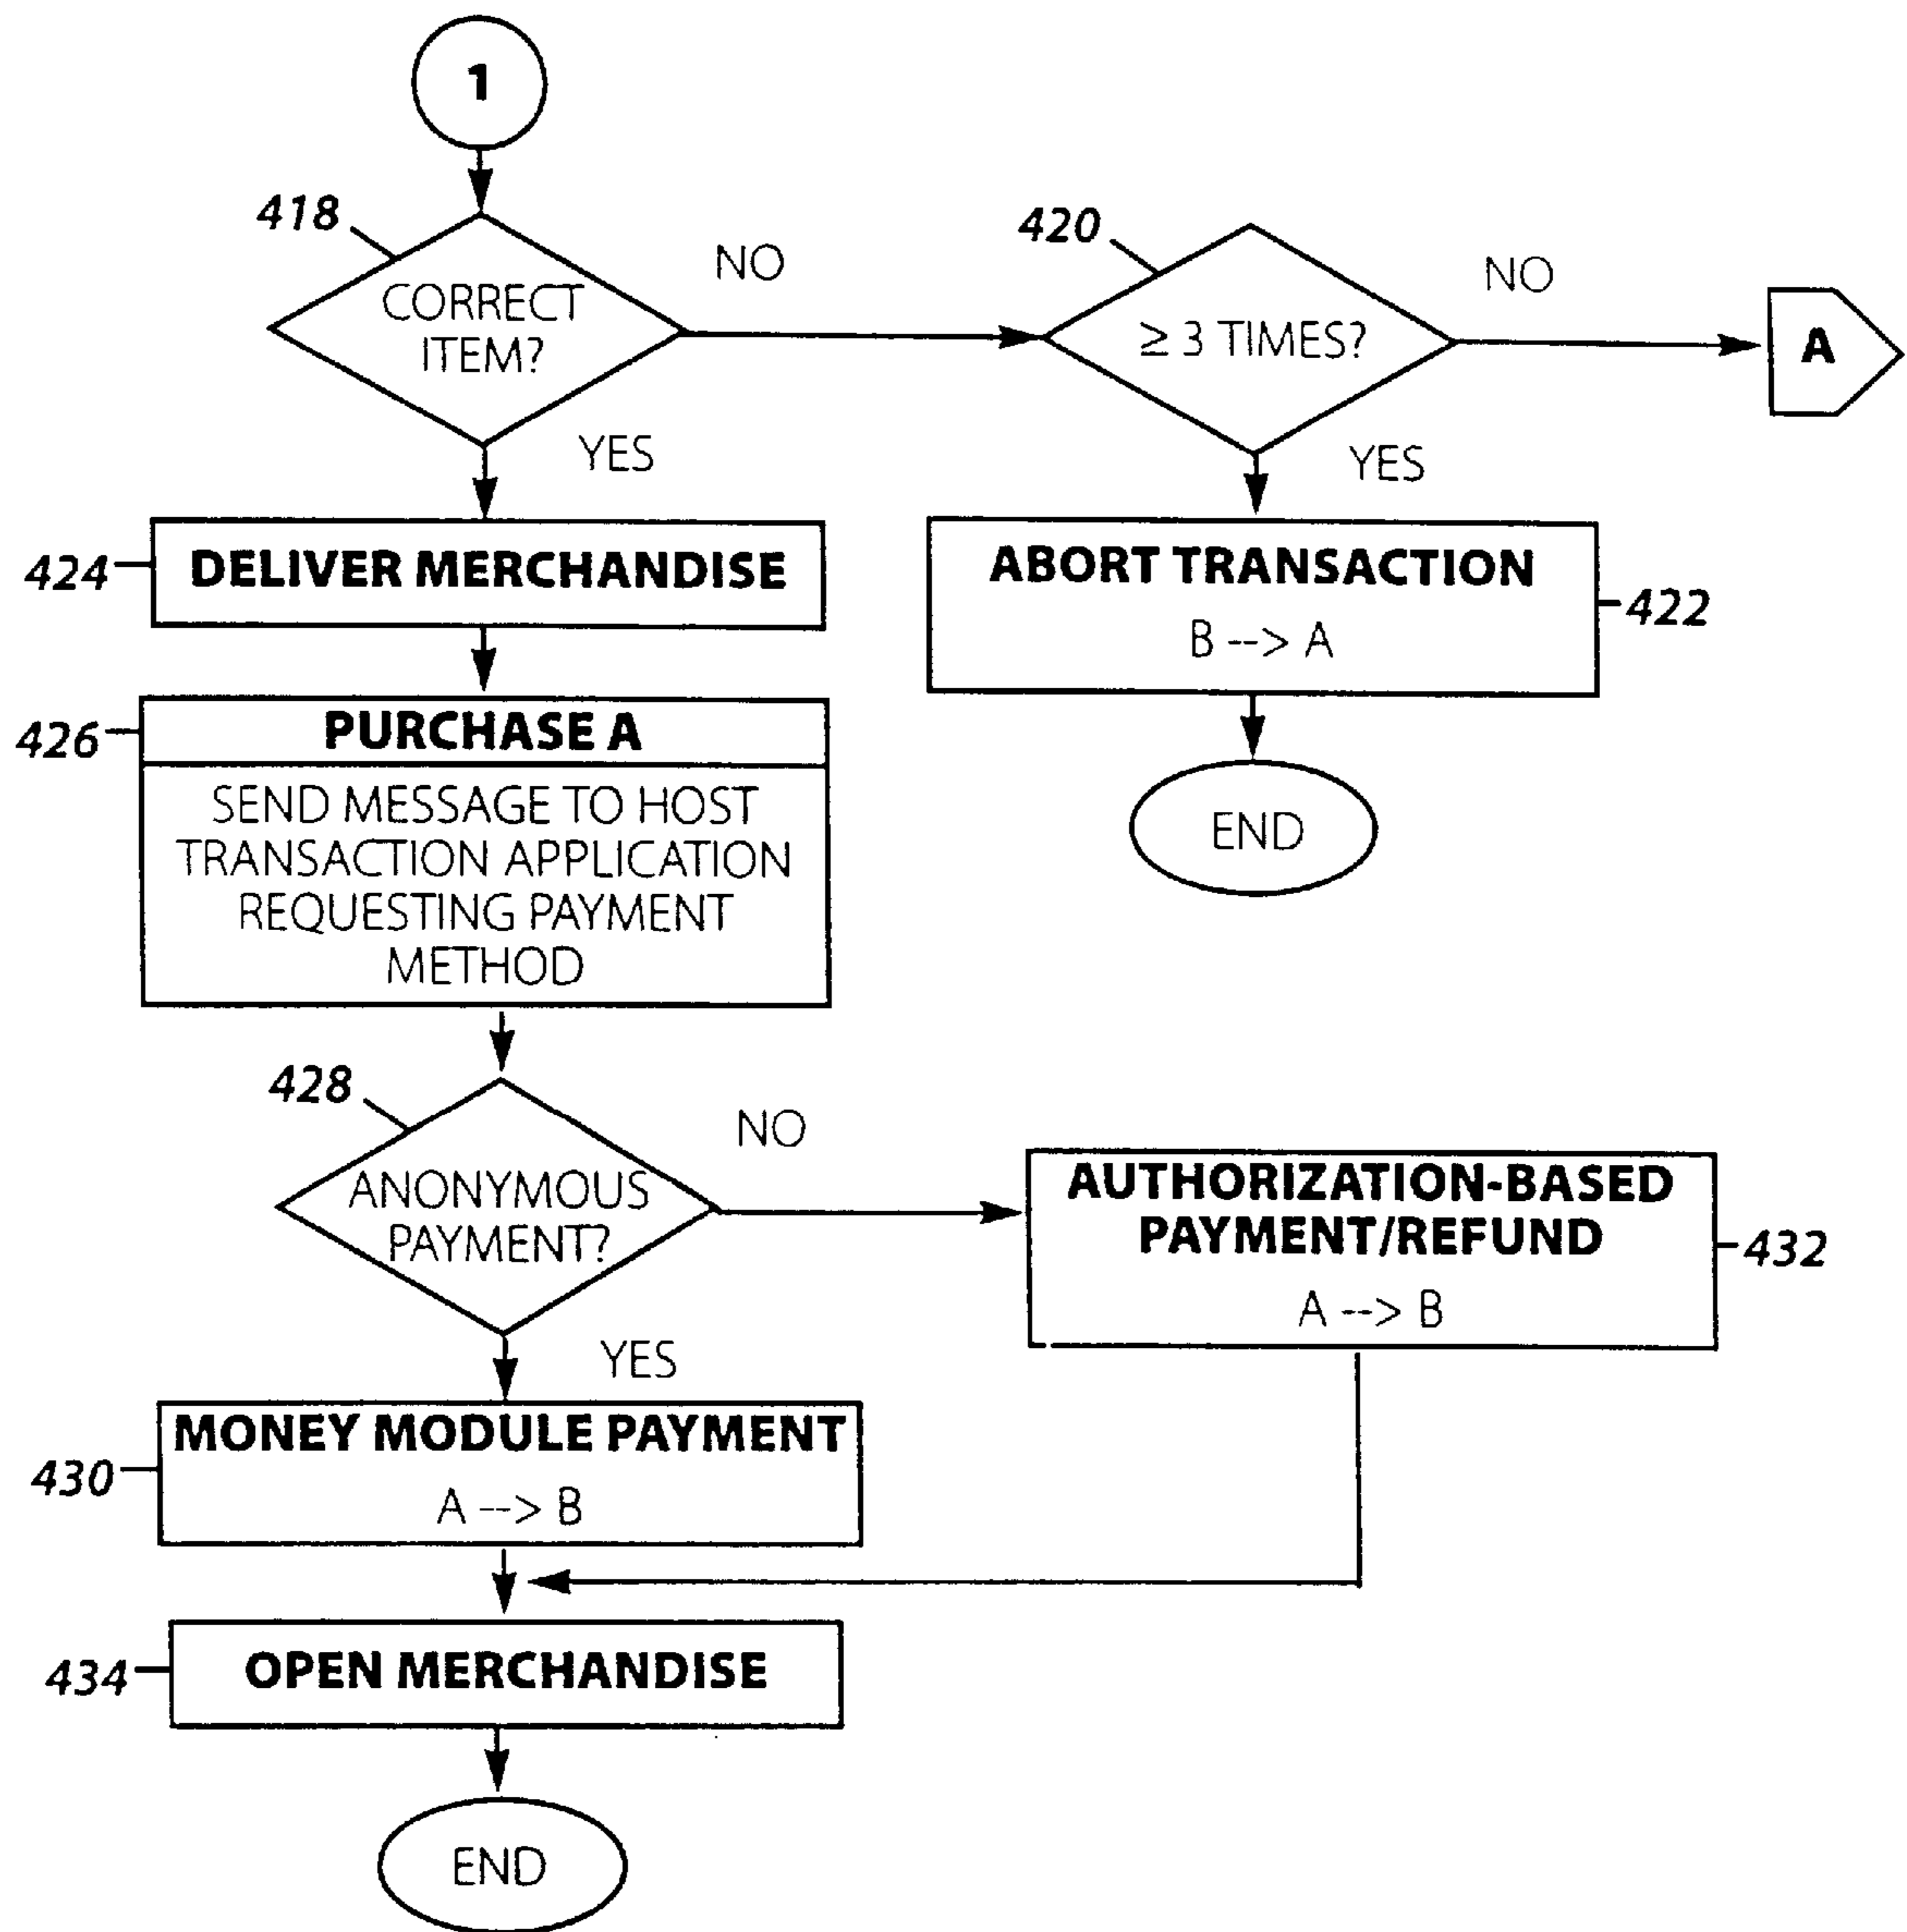 1
418
CORRECT
ITEM?
NO
420
≥ 3 TIMES?
NO
A
YES
YES
424
DELIVER MERCHANDISE
ABORT TRANSACTION
B --> A
422
426
PURCHASE A
SEND MESSAGE TO HOST
TRANSACTION APPLICATION
REQUESTING PAYMENT
METHOD
END
428
ANONYMOUS
PAYMENT?
NO
AUTHORIZATION-BASED
PAYMENT/REFUND
A --> B
432
YES
430
MONEY MODULE PAYMENT
A --> B
434
OPEN MERCHANDISE
END